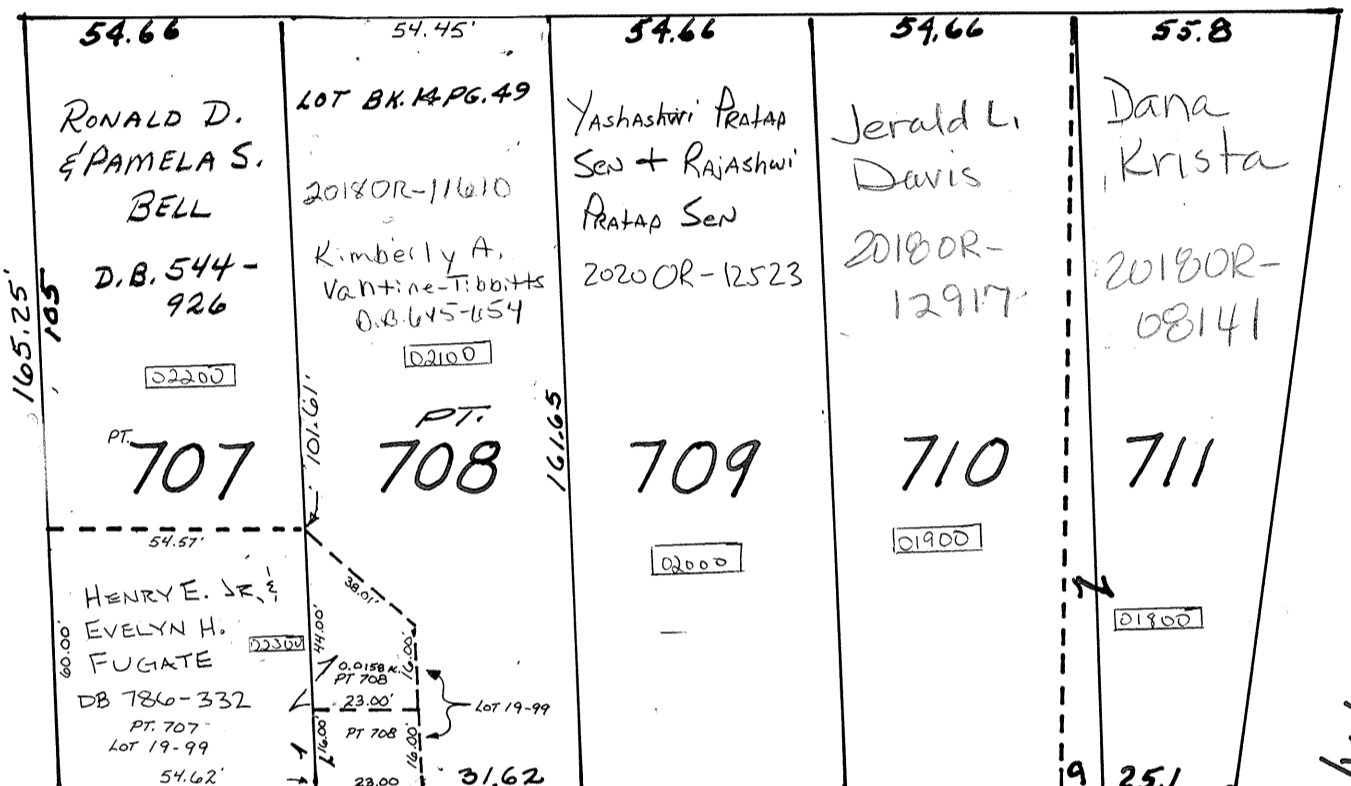 54.66
RONALD D.
& PAMELA S.
BELL
D.B. 544-
926
02200
165.25'
105
PT.
707
54.57'
HENRY E. JR. &
EVELYN H.
FUGATE
02300
DB 786-332
PT. 707
LOT 19-99
60.00'
54.62'
54.45'
LOT BK. 14 PG. 49
2018OR-11610
Kimberly A.
Vantine-Tibbitts
D.B. 645-654
02100
101.61'
PT.
708
161.65
38.01'
44.00'
16.00'
0.0158 A.
PT 708
23.00'
LOT 19-99
PT 708
16.00'
16.00'
23.00
31.62
54.66
Yashashwi Pratap
Sen + Rajashwi
Pratap Sen
2020OR-12523
709
02000
54.66
Jerald L.
Davis
2018OR-
12917
710
01900
55.8
Dana
Krista
2018OR-
08141
711
01800
9
25.1